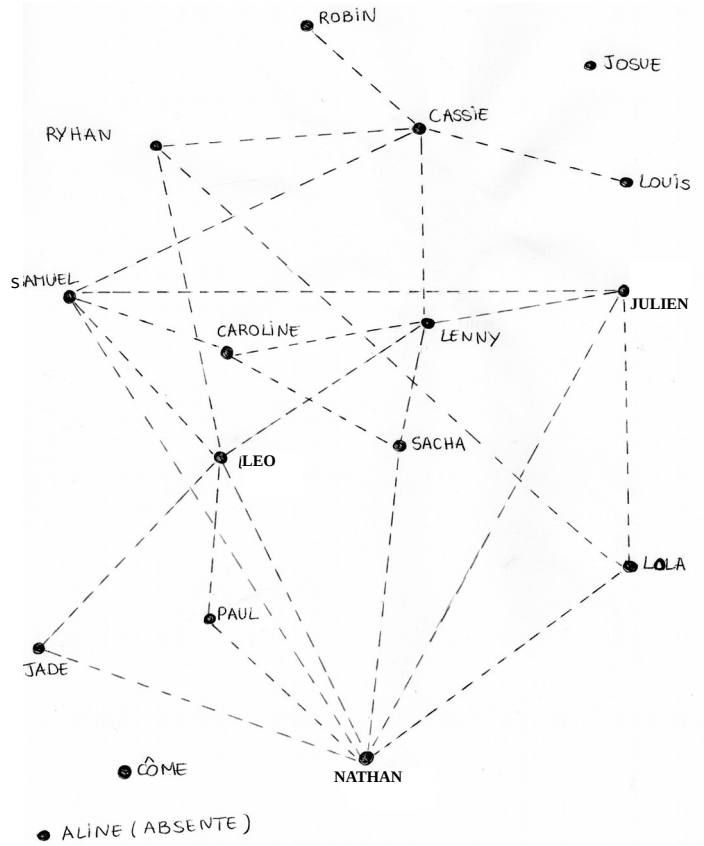 ROBIN
JOSUE
CASSIE
RYHAN
LOUIS
SAMUEL
JULIEN
CAROLINE
LENNY
SACHA
LEO
LOLA
PAUL
JADE
CÔME
NATHAN
ALINE (ABSENTE)